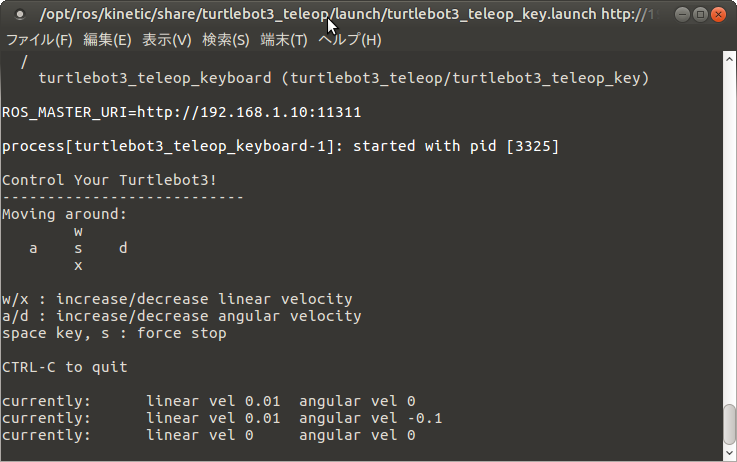 /opt/ros/kinetic/share/turtlebot3_teleop/launch/turtlebot3_teleop_key.launch http://1
ファイル(F) 編集(E) 表示(V) 検索(S) 端末(T) ヘルプ(H)
/
turtlebot3_teleop_keyboard (turtlebot3_teleop/turtlebot3_teleop_key)
ROS_MASTER_URI=http://192.168.1.10:11311
process[turtlebot3_teleop_keyboard-1]: started with pid [3325]
Control Your Turtlebot3!
---------------------------
Moving around:
w
a s d
x
w/x : increase/decrease linear velocity
a/d : increase/decrease angular velocity
space key, s : force stop
CTRL-C to quit
currently: linear vel 0.01 angular vel 0
currently: linear vel 0.01 angular vel -0.1
currently: linear vel 0 angular vel 0